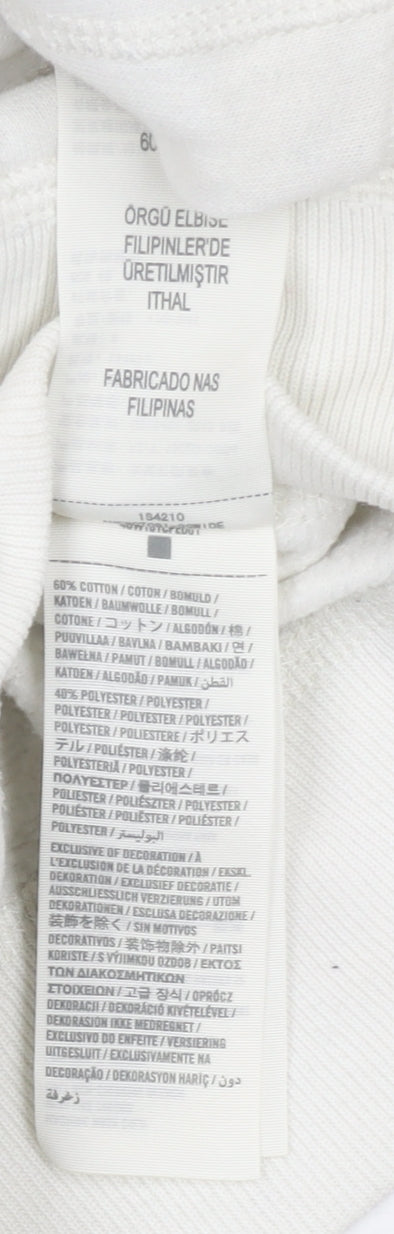 ÖRGÜ ELBİSE
FILIPINLER'DE
ÜRETILMIŞTIR
ITHAL
FABRICADO NAS
FILIPINAS
184210
60% COTTON / COTON / BOMULD /
KATOEN / BAUMWOLLE / BOMULL /
COTONE / コットン / ALGODÓN / 棉 /
PUUVILLAA / BAVLNA / ΒΑΜΒΑΚΙ / 면 /
BAWEŁNA / PAMUT / BOMULL / ALGODÃO /
KATOEN / ALGODÃO / PAMUK / القطن
40% POLYESTER / POLYESTER /
POLYESTER / POLYESTER / POLYESTER /
POLYESTER / POLIESTERE / ポリエス
テル / POLIÉSTER / 涤纶 /
POLYESTERIÄ / POLYESTER /
ΠΟΛΥΕΣΤΕΡ / 폴리에스테르 /
POLIESTER / POLIÉSZTER / POLYESTER /
POLIÉSTER / POLIËSTER / POLIÉSTER /
POLYESTER / البوليستر
EXCLUSIVE OF DECORATION / À
L'EXCLUSION DE LA DÉCORATION / EKSKL.
DEKORATION / EXCLUSIEF DECORATIE /
AUSSCHLIESSLICH VERZIERUNG / UTOM
DEKORATIONEN / ESCLUSA DECORAZIONE /
装飾を除く / SIN MOTIVOS
DECORATIVOS / 装饰物除外 / PAITSI
KORISTE / S VÝJIMKOU OZDOB / ΕΚΤΟΣ
ΤΩΝ ΔΙΑΚΟΣΜΗΤΙΚΩΝ
ΣΤΟΙΧΕΙΩΝ / 고급 장식 / OPRÓCZ
DEKORACJI / DEKORÁCIÓ KIVÉTELÉVEL /
DEKORASJON IKKE MEDREGNET /
EXCLUSIVO DO ENFEITE / VERSIERING
UITGESLUIT / EXCLUSIVAMENTE NA
DECORAÇÃO / DEKORASYON HARİÇ / دون
زخرفة